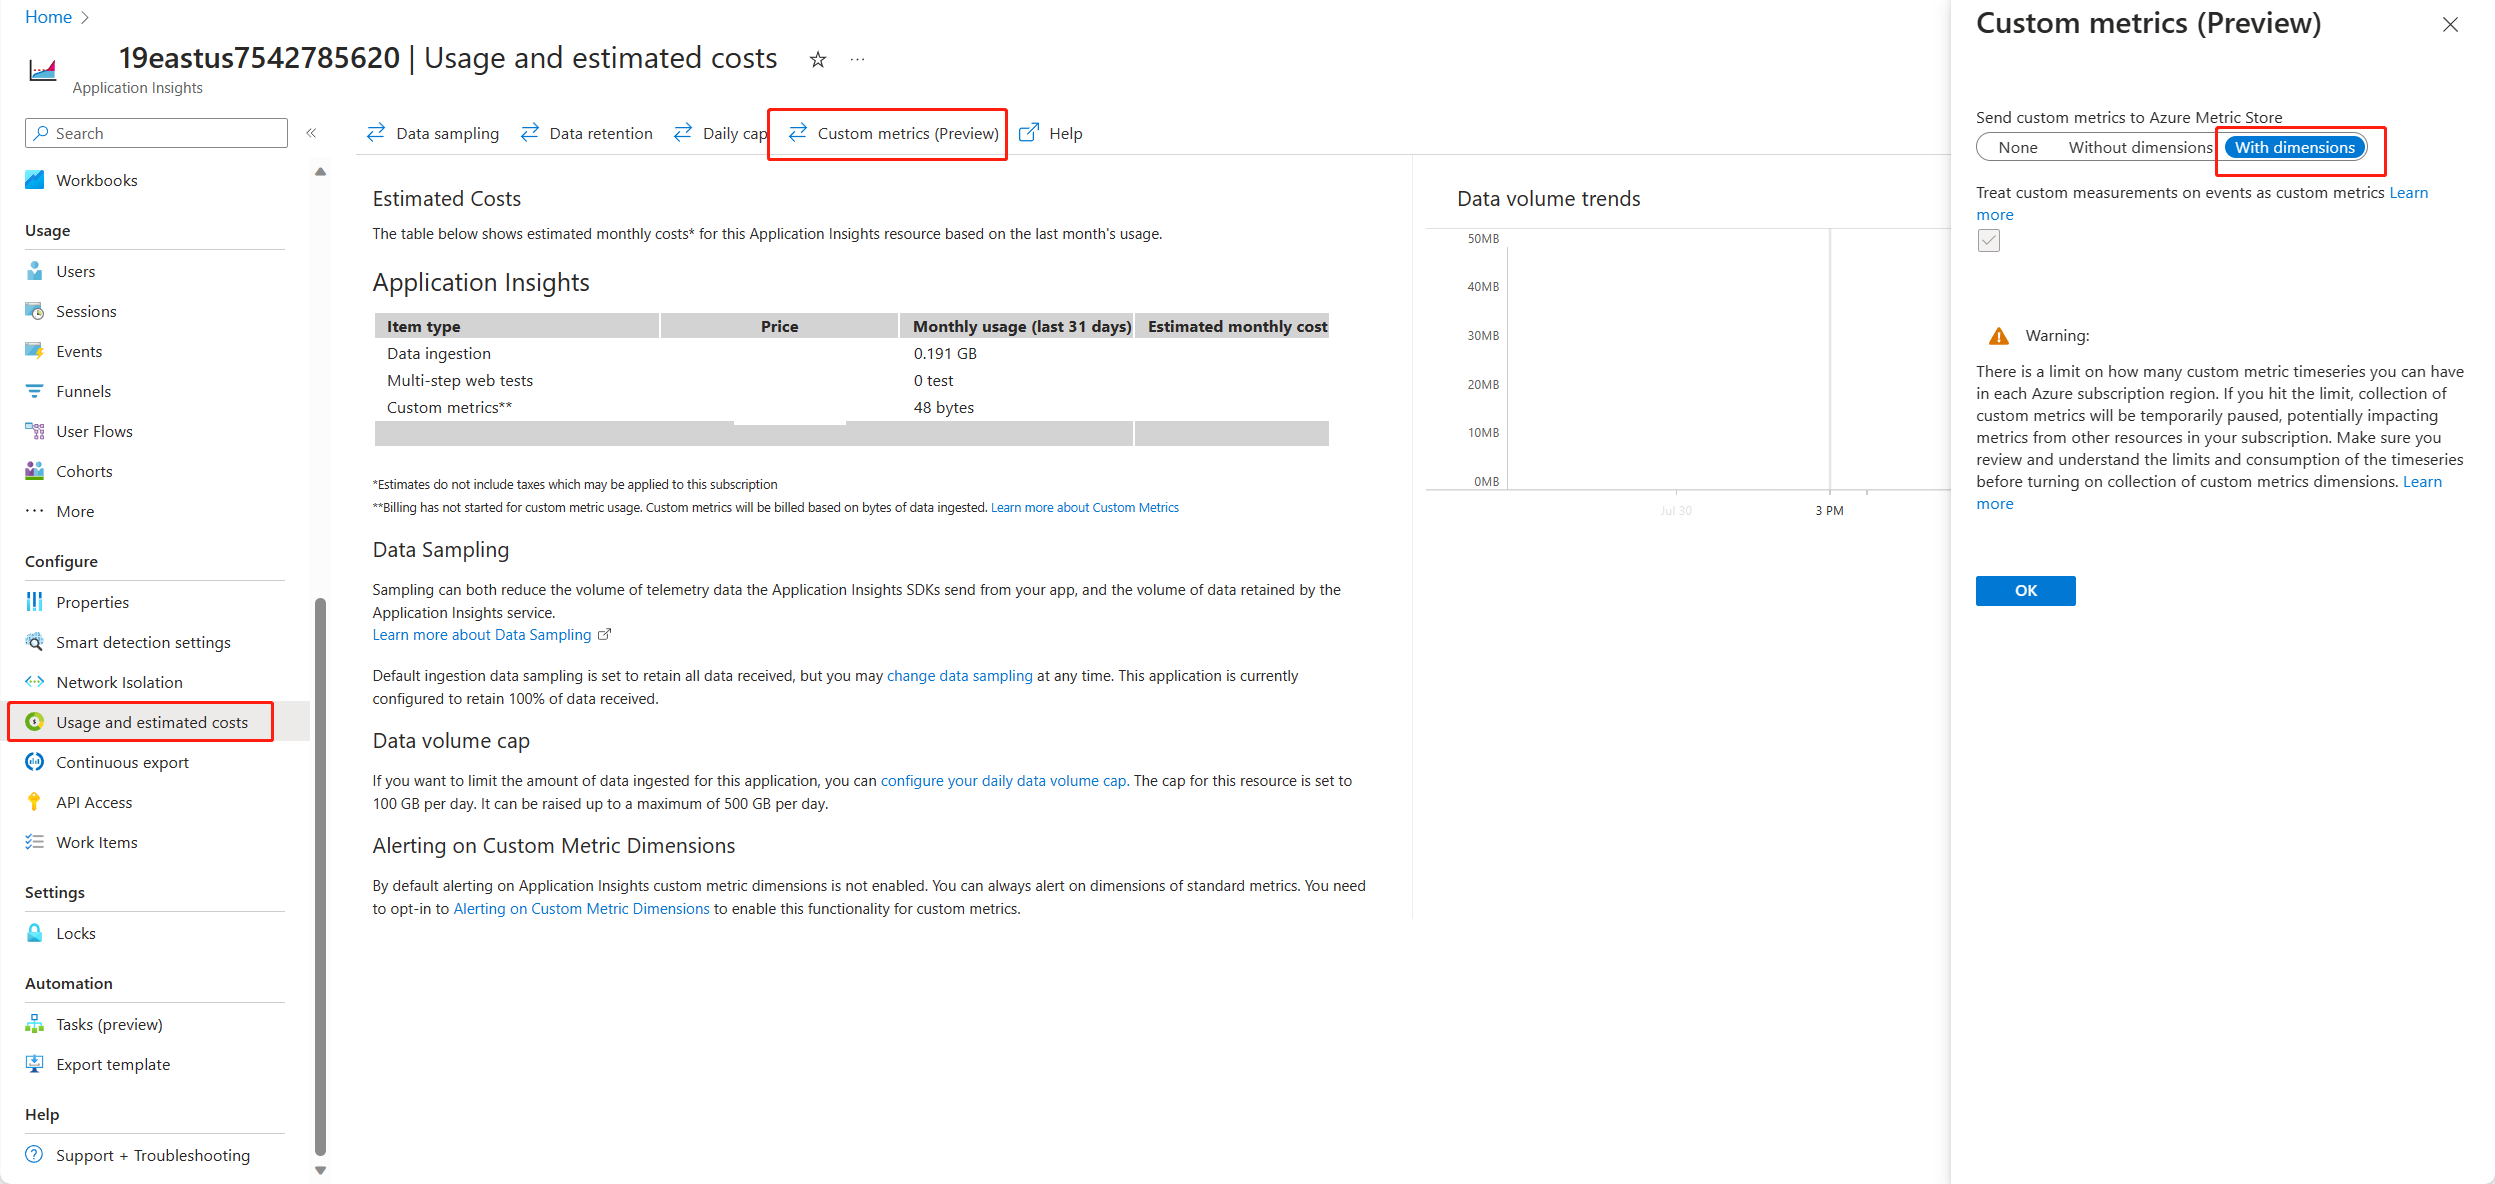 Home
19eastus7542785620 | Usage and estimated costs
Application Insights
Search
Workbooks
Usage
Users
Sessions
Events
Funnels
User Flows
Cohorts
More
Configure
Properties
Smart detection settings
Network Isolation
Usage and estimated costs
Continuous export
API Access
Work Items
Settings
Locks
Automation
Tasks (preview)
Export template
Help
Support + Troubleshooting
Data sampling
Data retention
Daily cap
Custom metrics (Preview)
Help
Estimated Costs
The table below shows estimated monthly costs* for this Application Insights resource based on the last month's usage.
Application Insights
Item type Price Monthly usage (last 31 days) Estimated monthly cost
Data ingestion 0.191 GB
Multi-step web tests 0 test
Custom metrics** 48 bytes
*Estimates do not include taxes which may be applied to this subscription
**Billing has not started for custom metric usage. Custom metrics will be billed based on bytes of data ingested. Learn more about Custom Metrics
Data Sampling
Sampling can both reduce the volume of telemetry data the Application Insights SDKs send from your app, and the volume of data retained by the
Application Insights service.
Learn more about Data Sampling
Default ingestion data sampling is set to retain all data received, but you may change data sampling at any time. This application is currently
configured to retain 100% of data received.
Data volume cap
If you want to limit the amount of data ingested for this application, you can configure your daily data volume cap. The cap for this resource is set to
100 GB per day. It can be raised up to a maximum of 500 GB per day.
Alerting on Custom Metric Dimensions
By default alerting on Application Insights custom metric dimensions is not enabled. You can always alert on dimensions of standard metrics. You need
to opt-in to Alerting on Custom Metric Dimensions to enable this functionality for custom metrics.
Data volume trends
50MB
40MB
30MB
20MB
10MB
0MB
Jul 30
3 PM
Custom metrics (Preview)
Send custom metrics to Azure Metric Store
None Without dimensions With dimensions
Treat custom measurements on events as custom metrics Learn
more
Warning:
There is a limit on how many custom metric timeseries you can have
in each Azure subscription region. If you hit the limit, collection of
custom metrics will be temporarily paused, potentially impacting
metrics from other resources in your subscription. Make sure you
review and understand the limits and consumption of the timeseries
before turning on collection of custom metrics dimensions. Learn
more
OK